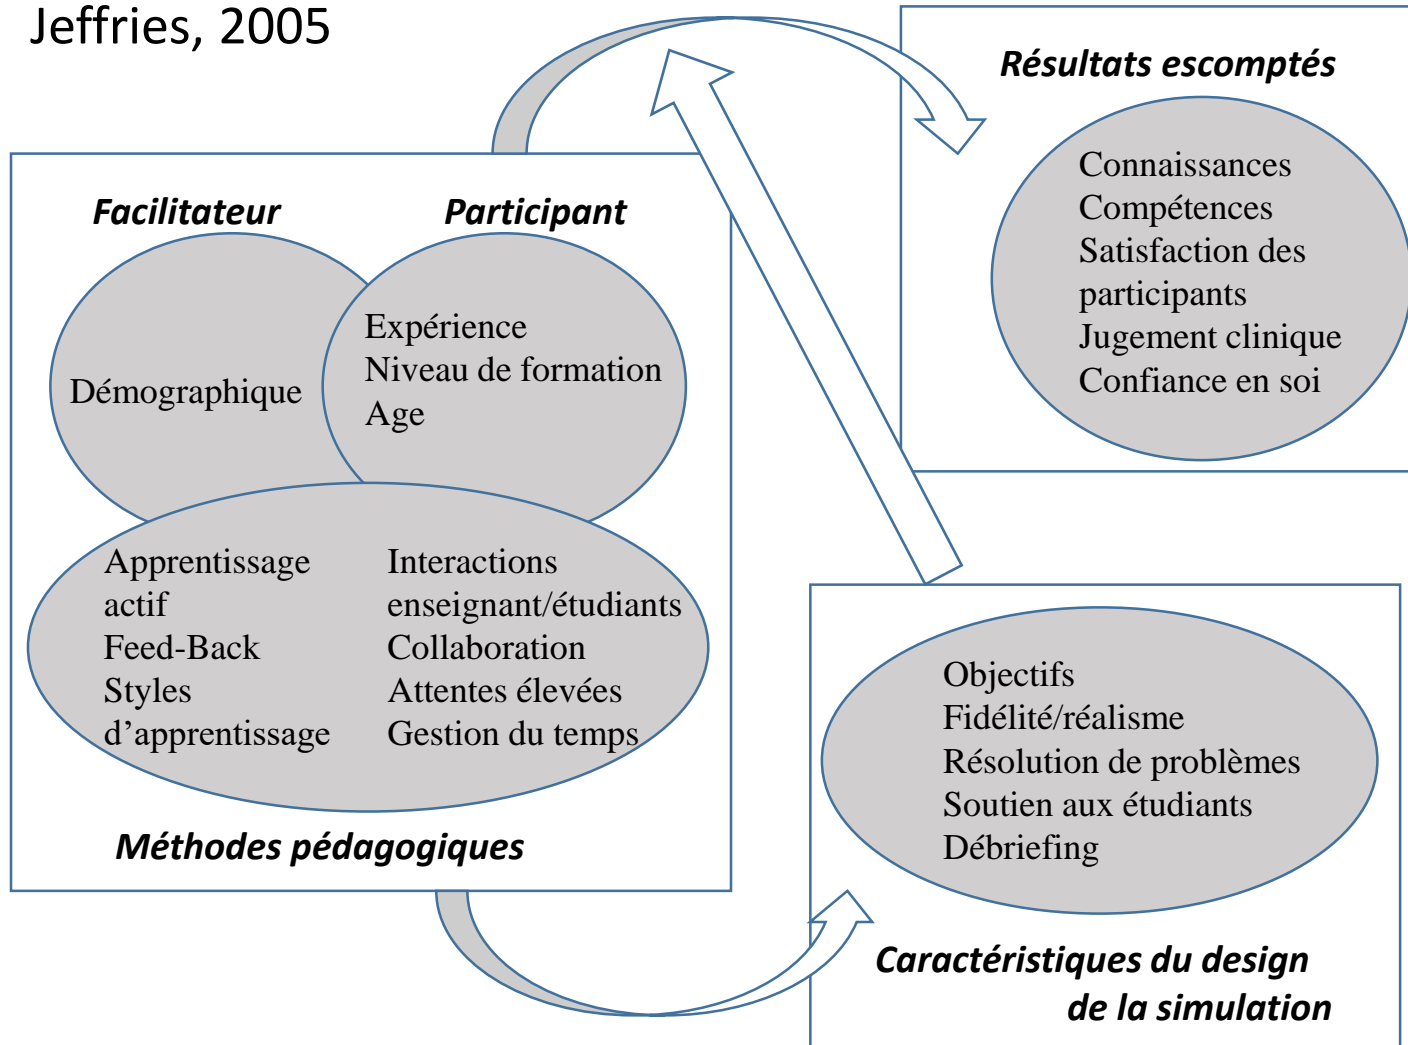 Jeffries, 2005
Facilitateur
Participant
Démographique
Expérience
Niveau de formation
Age
Apprentissage
actif
Feed-Back
Styles
d’apprentissage
Interactions
enseignant/étudiants
Collaboration
Attentes élevées
Gestion du temps
Méthodes pédagogiques
Résultats escomptés
Connaissances
Compétences
Satisfaction des
participants
Jugement clinique
Confiance en soi
Objectifs
Fidélité/réalisme
Résolution de problèmes
Soutien aux étudiants
Débriefing
Caractéristiques du design
de la simulation